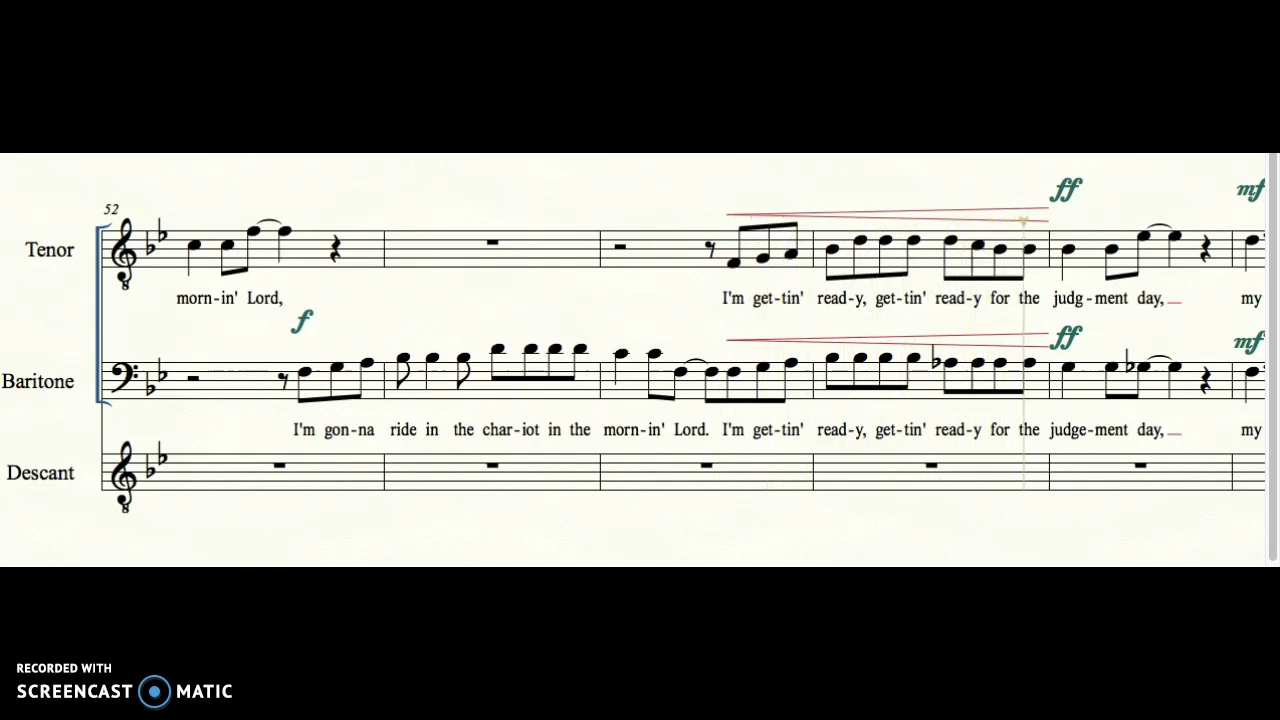 ff mf
52
Tenor
8
morn-in' Lord, I'm get-tin' read-y, get-tin' read-y for the judg-ment day, my
f ff mf
Baritone
I'm gon-na ride in the char-iot in the morn-in' Lord. I'm get-tin' read-y, get-tin' read-y for the judge-ment day, my
Descant
8
RECORDED WITH
SCREENCAST MATIC